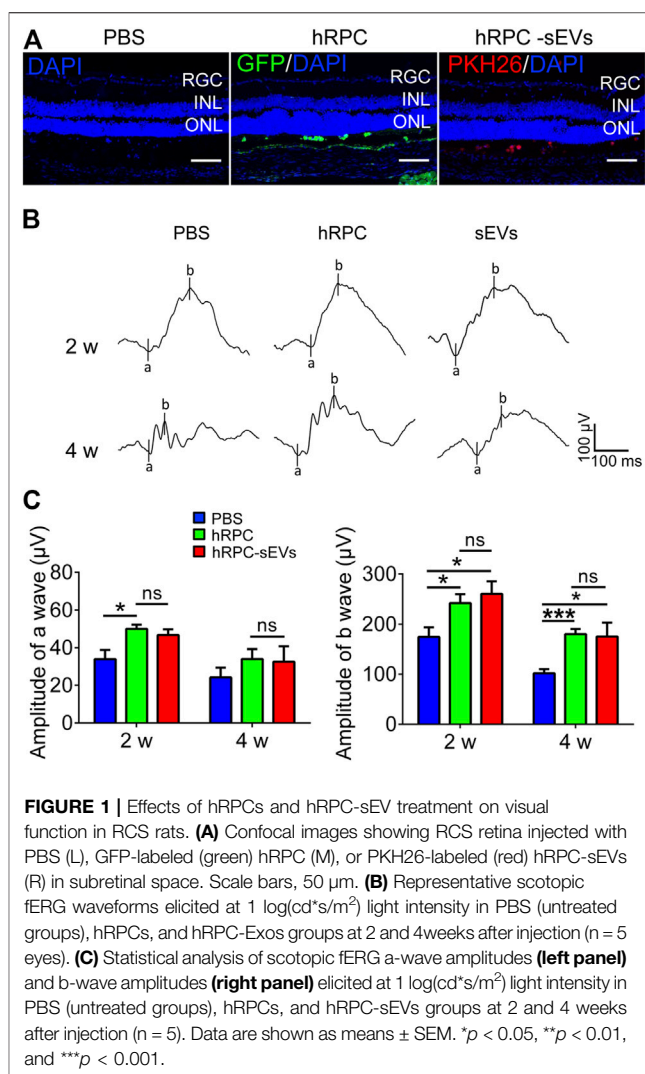 A
PBS
hRPC
hRPC -sEVs
DAPI
GFP/DAPI
PKH26/DAPI
RGC
RGC
RGC
INL
INL
INL
ONL
ONL
ONL
B
PBS
hRPC
sEVs
b
b
b
2 w
a
a
a
b
b
b
4 w
a
a
a
100 µV
100 ms
C
PBS
hRPC
hRPC-sEVs
Amplitude of a wave (µV)
80
60
40
20
0
*
ns
ns
2 w
4 w
Amplitude of b wave (µV)
300
200
100
0
ns
*
*
ns
*
***
2 w
4 w
FIGURE 1 | Effects of hRPCs and hRPC-sEV treatment on visual
function in RCS rats. (A) Confocal images showing RCS retina injected with
PBS (L), GFP-labeled (green) hRPC (M), or PKH26-labeled (red) hRPC-sEVs
(R) in subretinal space. Scale bars, 50 µm. (B) Representative scotopic
fERG waveforms elicited at 1 log(cd*s/m²) light intensity in PBS (untreated
groups), hRPCs, and hRPC-Exos groups at 2 and 4weeks after injection (n = 5
eyes). (C) Statistical analysis of scotopic fERG a-wave amplitudes (left panel)
and b-wave amplitudes (right panel) elicited at 1 log(cd*s/m²) light intensity in
PBS (untreated groups), hRPCs, and hRPC-sEVs groups at 2 and 4 weeks
after injection (n = 5). Data are shown as means ± SEM. *p < 0.05, **p < 0.01,
and ***p < 0.001.